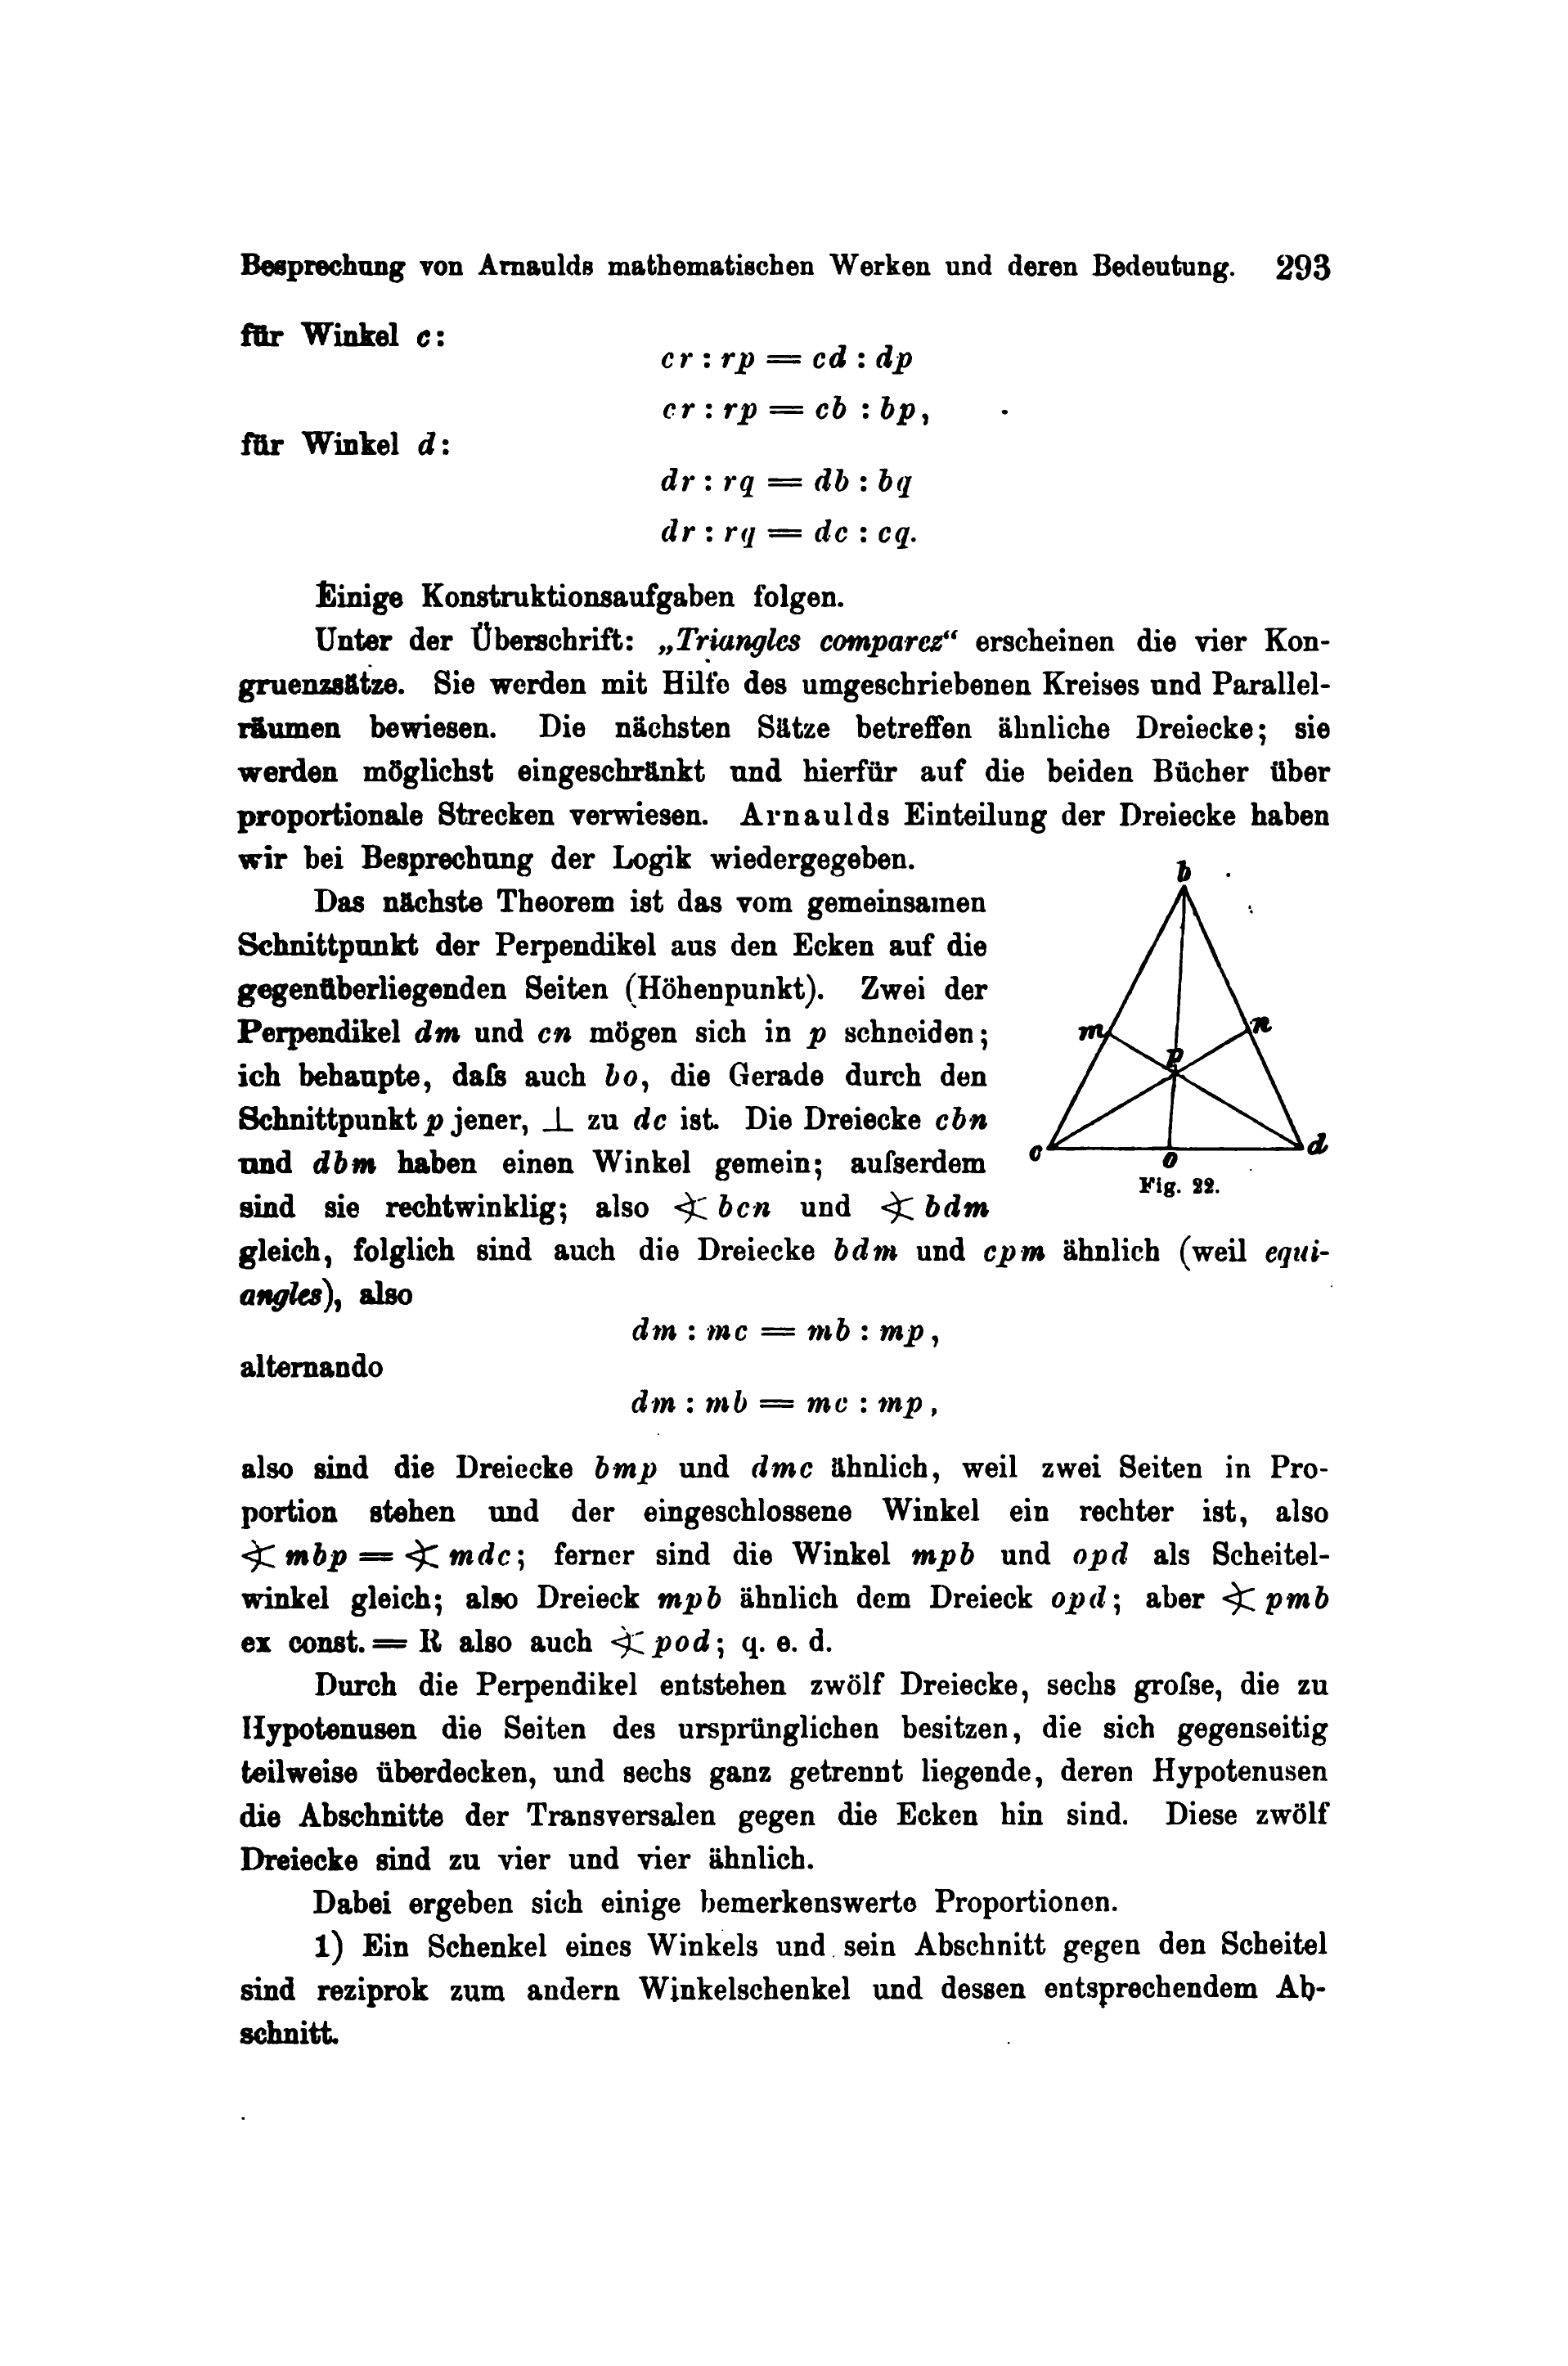 Besprechung von Arnaulds mathematischen Werken und deren Bedeutung. 293
für Winkel c:
cr : rp = cd : dp
cr : rp = cb : bp,
für Winkel d:
dr : rq = db : bq
dr : rq = dc : cq.
Einige Konstruktionsaufgaben folgen.
Unter der Überschrift: „Triangles comparez“ erscheinen die vier Kon-
gruenzsätze. Sie werden mit Hilfe des umgeschriebenen Kreises und Parallel-
räumen bewiesen. Die nächsten Sätze betreffen ähnliche Dreiecke; sie
werden möglichst eingeschränkt und hierfür auf die beiden Bücher über
proportionale Strecken verwiesen. Arnaulds Einteilung der Dreiecke haben
wir bei Besprechung der Logik wiedergegeben.
Das nächste Theorem ist das vom gemeinsamen
Schnittpunkt der Perpendikel aus den Ecken auf die
gegenüberliegenden Seiten (Höhenpunkt). Zwei der
Perpendikel dm und cn mögen sich in p schneiden;
ich behaupte, daſs auch bo, die Gerade durch den
Schnittpunkt p jener, ⊥ zu dc ist. Die Dreiecke cbn
und dbm haben einen Winkel gemein; auſserdem
sind sie rechtwinklig; also ∢ bcn und ∢ bdm
b
m
n
p
c
o
d
Fig. 22.
gleich, folglich sind auch die Dreiecke bdm und cpm ähnlich (weil equi-
angles), also
dm : mc = mb : mp,
alternando
dm : mb = mc : mp,
also sind die Dreiecke bmp und dmc ähnlich, weil zwei Seiten in Pro-
portion stehen und der eingeschlossene Winkel ein rechter ist, also
∢ mbp = ∢ mdc; ferner sind die Winkel mpb und opd als Scheitel-
winkel gleich; also Dreieck mpb ähnlich dem Dreieck opd; aber ∢ pmb
ex const. = R also auch ∢ pod; q. e. d.
Durch die Perpendikel entstehen zwölf Dreiecke, sechs groſse, die zu
Hypotenusen die Seiten des ursprünglichen besitzen, die sich gegenseitig
teilweise überdecken, und sechs ganz getrennt liegende, deren Hypotenusen
die Abschnitte der Transversalen gegen die Ecken hin sind. Diese zwölf
Dreiecke sind zu vier und vier ähnlich.
Dabei ergeben sich einige bemerkenswerte Proportionen.
1) Ein Schenkel eines Winkels und sein Abschnitt gegen den Scheitel
sind reziprok zum andern Winkelschenkel und dessen entsprechendem Ab-
schnitt.